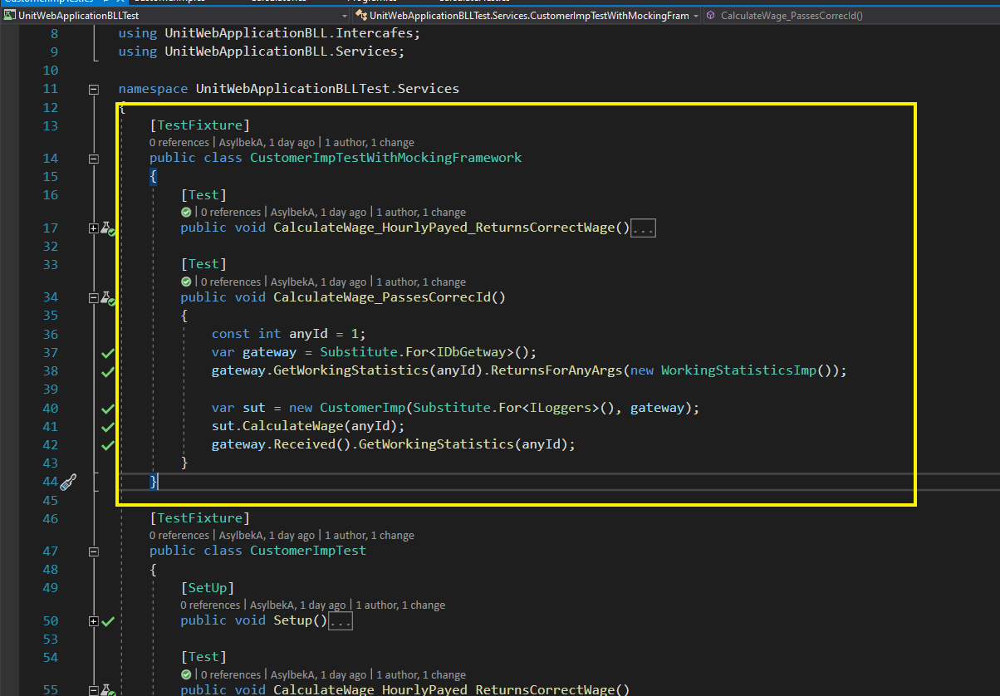 UnitWebApplicationBLLTest
UnitWebApplicationBLLTest.Services.CustomerImpTestWithMockingFram
CalculateWage_PassesCorrecId()
8 using UnitWebApplicationBLL.Intercafes;
9 using UnitWebApplicationBLL.Services;
10
11 namespace UnitWebApplicationBLLTest.Services
12 {
13 [TestFixture]
0 references | AsylbekA, 1 day ago | 1 author, 1 change
14 public class CustomerImpTestWithMockingFramework
15 {
16 [Test]
| 0 references | AsylbekA, 1 day ago | 1 author, 1 change
17 public void CalculateWage_HourlyPayed_ReturnsCorrectWage()...
32
33 [Test]
| 0 references | AsylbekA, 1 day ago | 1 author, 1 change
34 public void CalculateWage_PassesCorrecId()
35 {
36 const int anyId = 1;
37 var gateway = Substitute.For<IDbGetway>();
38 gateway.GetWorkingStatistics(anyId).ReturnsForAnyArgs(new WorkingStatisticsImp());
39
40 var sut = new CustomerImp(Substitute.For<ILoggers>(), gateway);
41 sut.CalculateWage(anyId);
42 gateway.Received().GetWorkingStatistics(anyId);
43 }
44 }
45
46 [TestFixture]
0 references | AsylbekA, 1 day ago | 1 author, 1 change
47 public class CustomerImpTest
48 {
49 [SetUp]
0 references | AsylbekA, 1 day ago | 1 author, 1 change
50 public void Setup()...
53
54 [Test]
| 0 references | AsylbekA, 1 day ago | 1 author, 1 change
55 public void CalculateWage_HourlyPayed_ReturnsCorrectWage()